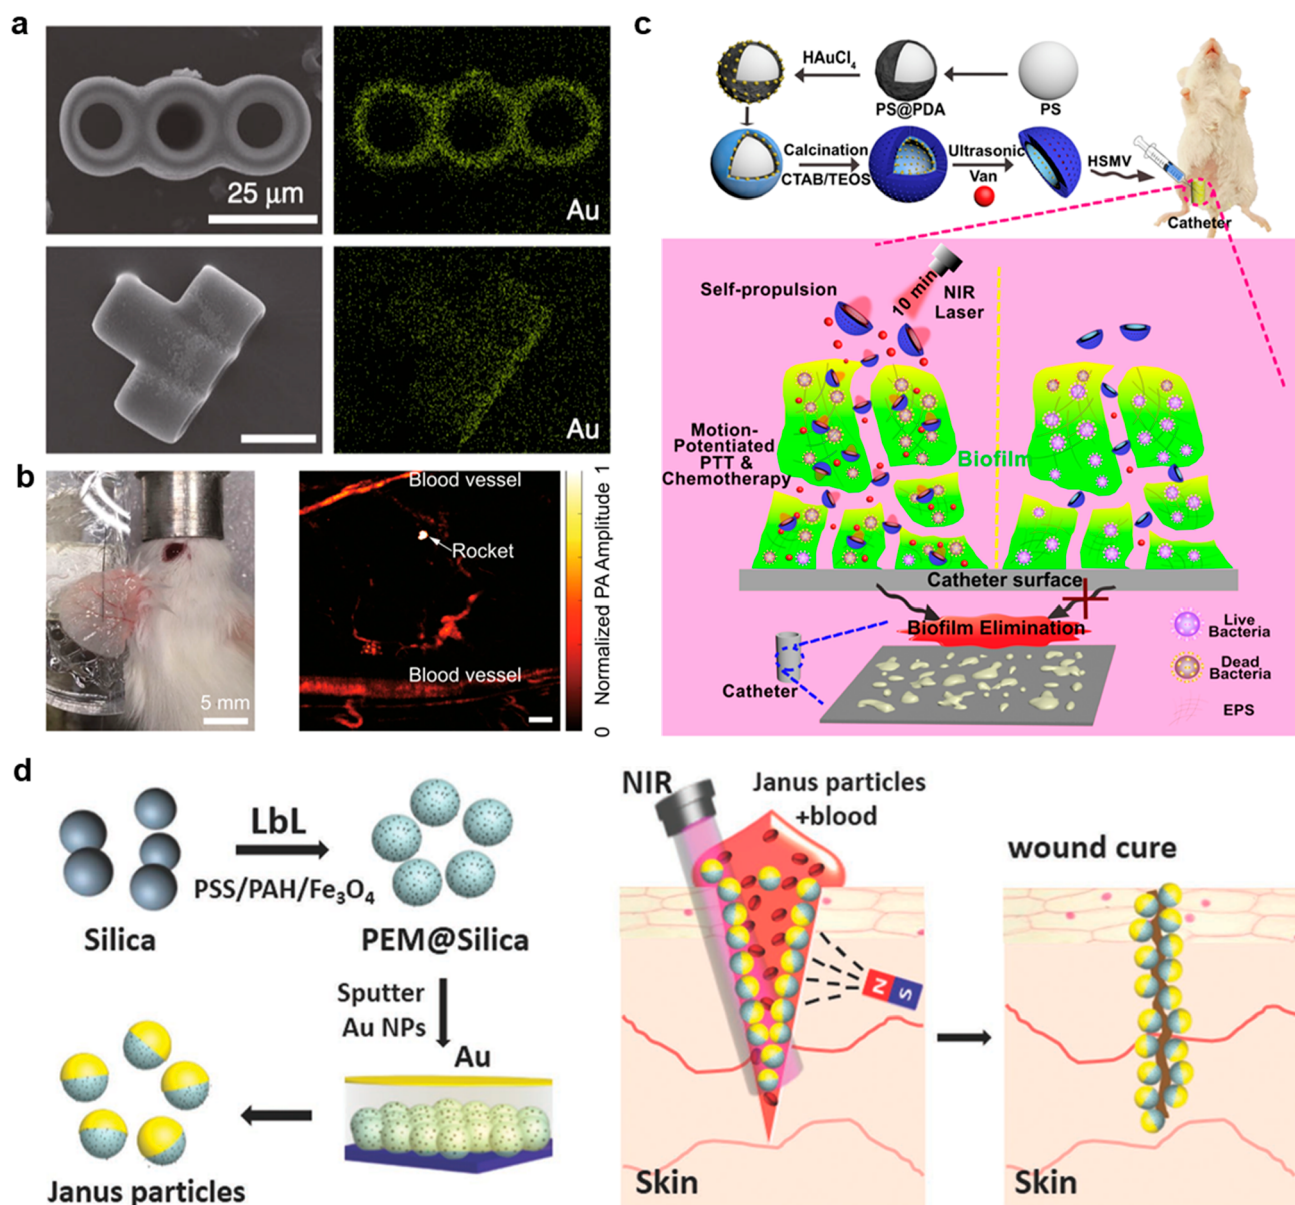 a
25 μm
Au
Au
b
5 mm
Blood vessel
Rocket
Blood vessel
0 Normalized PA Amplitude 1
c
HAuCl₄
PS@PDA
PS
Calcination
CTAB/TEOS
Ultrasonic
Van
HSMV
Catheter
Self-propulsion
10 min
NIR
Laser
Motion-
Potentiated
PTT &
Chemotherapy
Biofilm
Catheter surface
Biofilm Elimination
Catheter
Live
Bacteria
Dead
Bacteria
EPS
d
Silica
LbL
PSS/PAH/Fe₃O₄
PEM@Silica
Sputter
Au NPs
Au
Janus particles
NIR
Janus particles
+blood
N S
Skin
wound cure
Skin